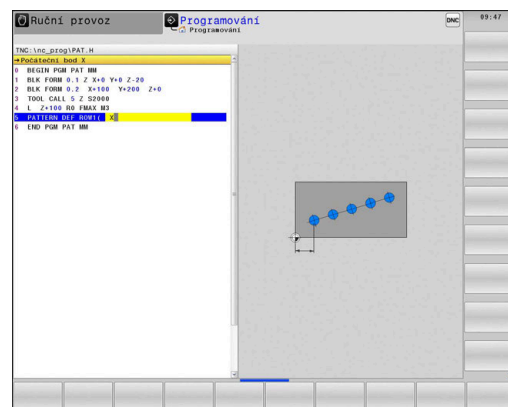 Ruční provoz
Programování
Programování
DNC
09:47
TNC:\nc_prog\PAT.H
→Počáteční bod X
0 BEGIN PGM PAT MM
1 BLK FORM 0.1 Z X+0 Y+0 Z-20
2 BLK FORM 0.2 X+100 Y+200 Z+0
3 TOOL CALL 5 Z S2000
4 L Z+100 R0 FMAX M3
5 PATTERN DEF ROW1( X
6 END PGM PAT MM